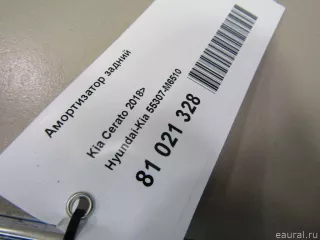 Амортизатор задний
Kia Cerato 2018>
Hyundai-Kia 55307-M6510
81 021 328
eaural.ru